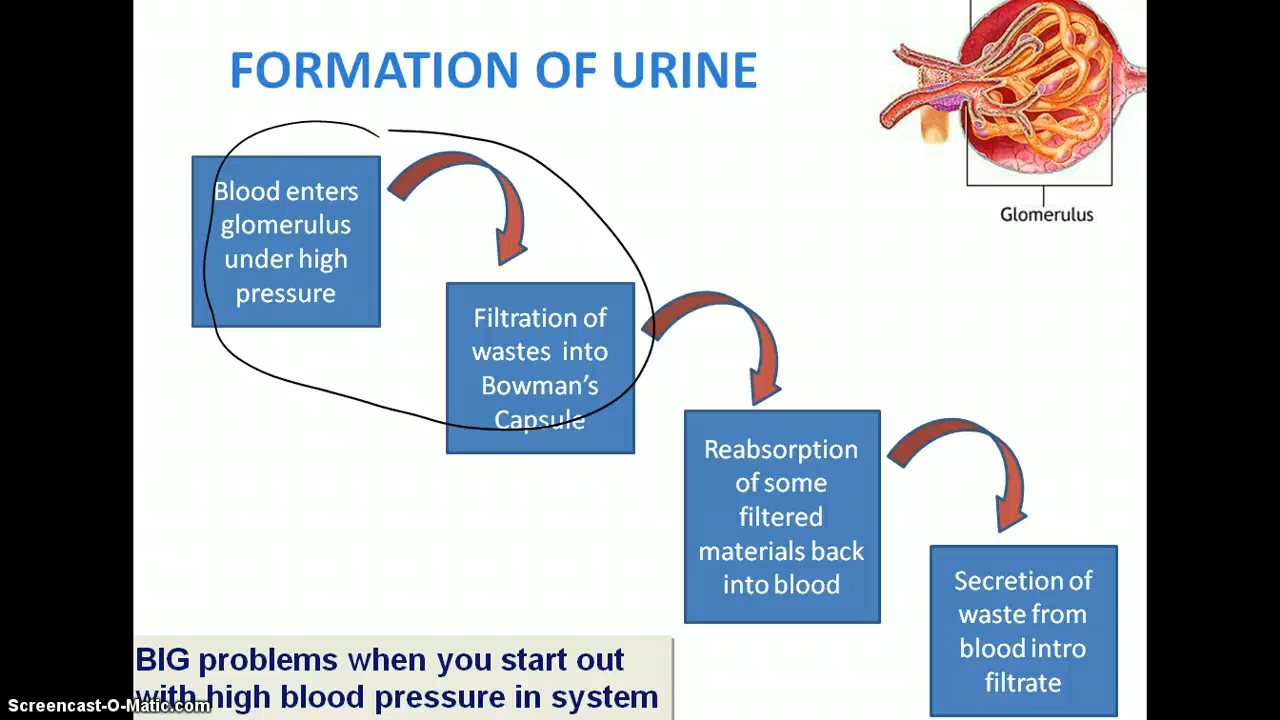 FORMATION OF URINE
Glomerulus
Blood enters
glomerulus
under high
pressure
Filtration of
wastes into
Bowman's
Capsule
Reabsorption
of some
filtered
materials back
into blood
Secretion of
waste from
blood intro
filtrate
BIG problems when you start out
with high blood pressure in system
Screencast-O-Matic.com